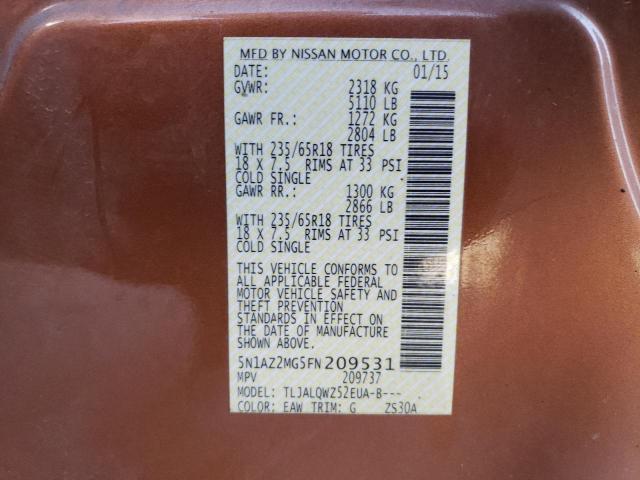 MFD BY NISSAN MOTOR CO., LTD.
DATE: 01/15
GVWR: 2318 KG
5110 LB
GAWR FR.: 1272 KG
2804 LB
WITH 235/65R18 TIRES
18 X 7.5 RIMS AT 33 PSI
COLD SINGLE
GAWR RR.: 1300 KG
2866 LB
WITH 235/65R18 TIRES
18 X 7.5 RIMS AT 33 PSI
COLD SINGLE
THIS VEHICLE CONFORMS TO
ALL APPLICABLE FEDERAL
MOTOR VEHICLE SAFETY AND
THEFT PREVENTION
STANDARDS IN EFFECT ON
THE DATE OF MANUFACTURE
SHOWN ABOVE.
5N1AZ2MG5FN209531
MPV 209737
MODEL: TLJALQWZ52EUA-B---
COLOR: EAW TRIM: G ZS30A